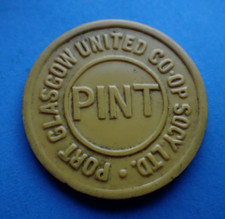 PORT GLASGOW UNITED CO-OP SOCY LTD.
PINT